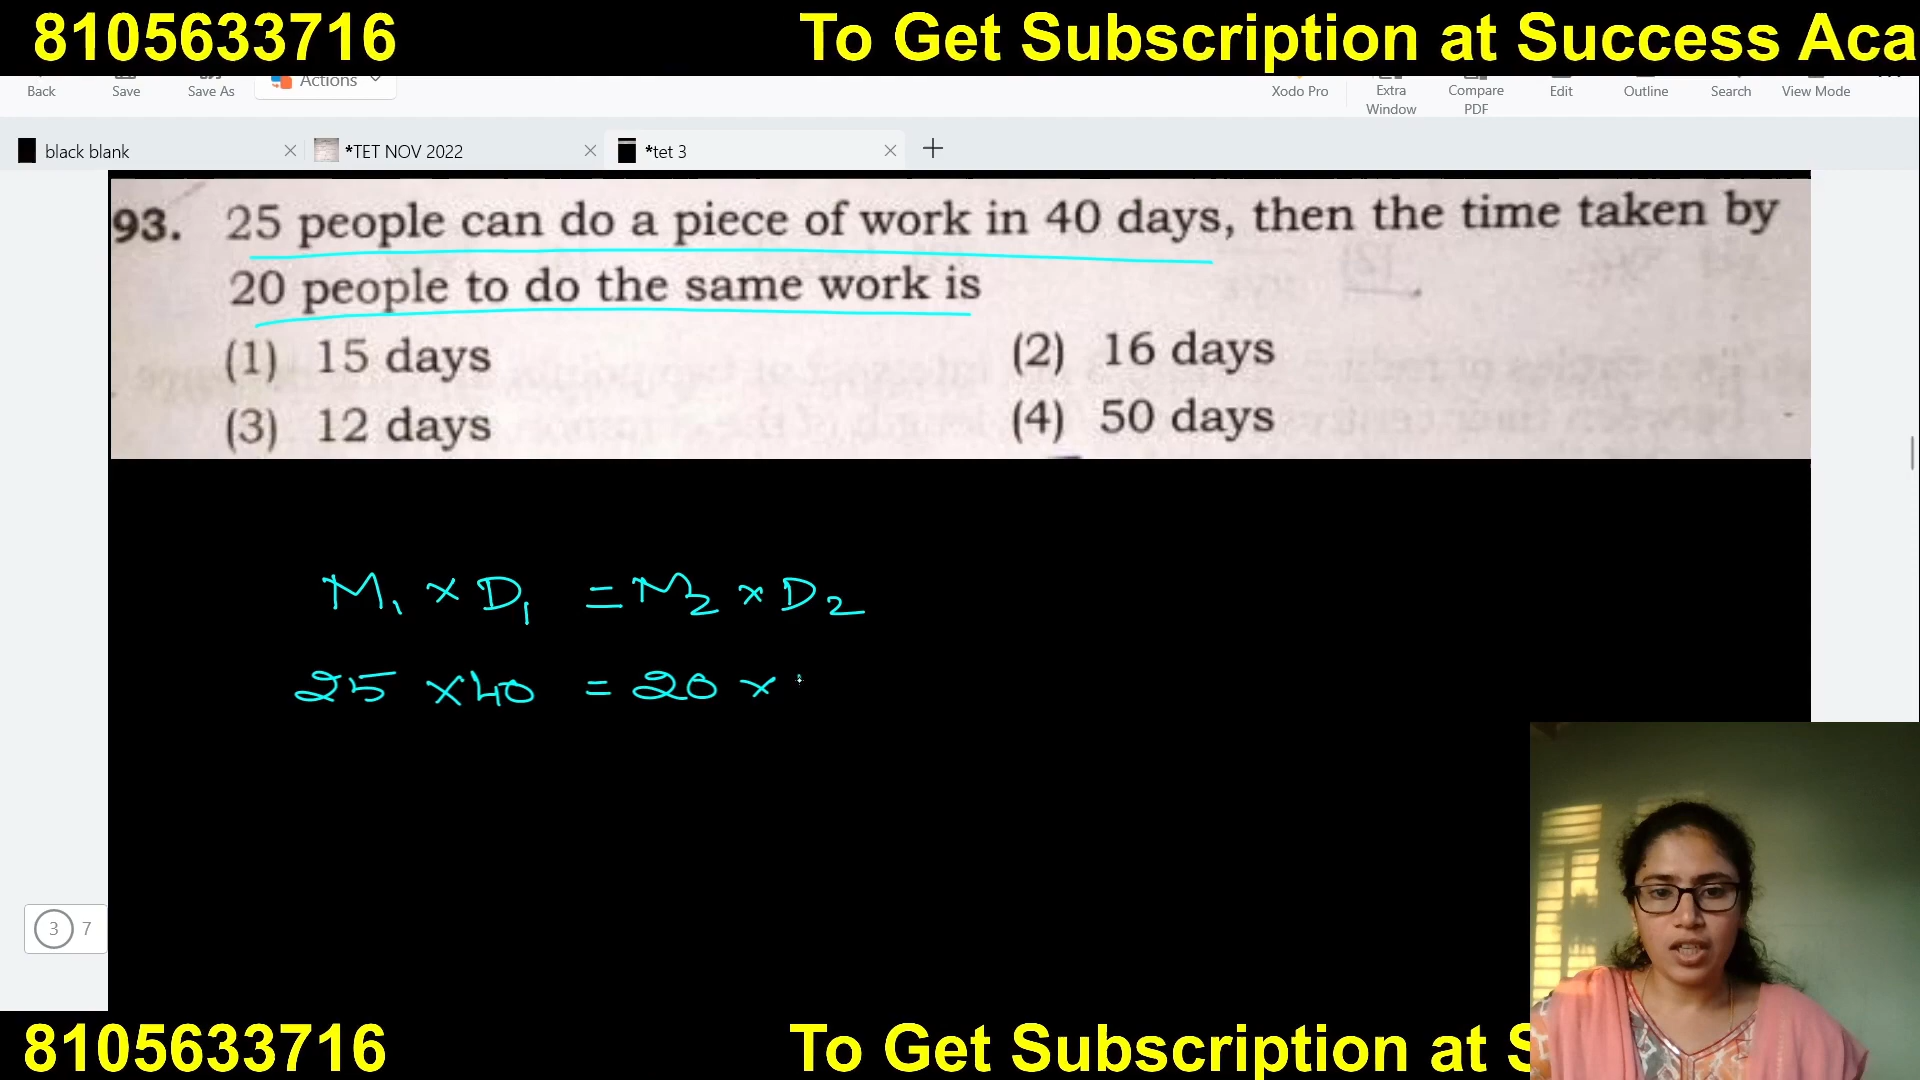 8105633716 To Get Subscription at Success Aca
Back Save Save As Actions Xodo Pro Extra Window Compare PDF Edit Outline Search View Mode
black blank *TET NOV 2022 *tet 3
93. 25 people can do a piece of work in 40 days, then the time taken by
20 people to do the same work is
(1) 15 days (2) 16 days
(3) 12 days (4) 50 days
M₁ × D₁ = M₂ × D₂
25 × 40 = 20 ×
3 7
8105633716 To Get Subscription at S